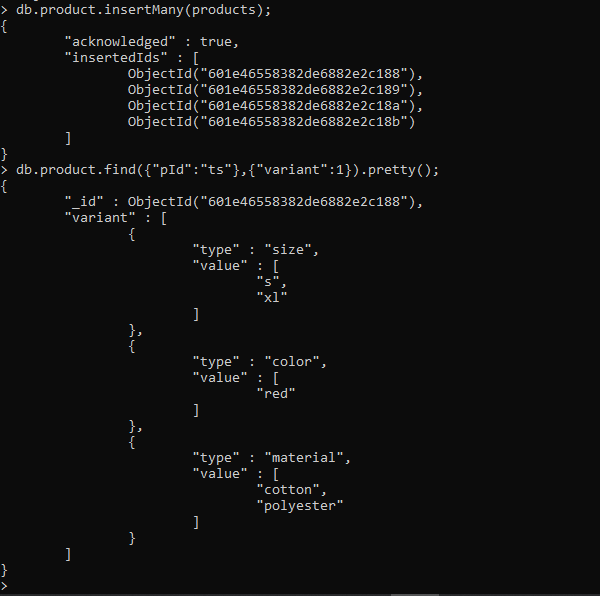 > db.product.insertMany(products);
{
        "acknowledged" : true,
        "insertedIds" : [
                ObjectId("601e46558382de6882e2c188"),
                ObjectId("601e46558382de6882e2c189"),
                ObjectId("601e46558382de6882e2c18a"),
                ObjectId("601e46558382de6882e2c18b")
        ]
}
> db.product.find({"pId":"ts"},{"variant":1}).pretty();
{
        "_id" : ObjectId("601e46558382de6882e2c188"),
        "variant" : [
                {
                        "type" : "size",
                        "value" : [
                                "s",
                                "xl"
                        ]
                },
                {
                        "type" : "color",
                        "value" : [
                                "red"
                        ]
                },
                {
                        "type" : "material",
                        "value" : [
                                "cotton",
                                "polyester"
                        ]
                }
        ]
}
>